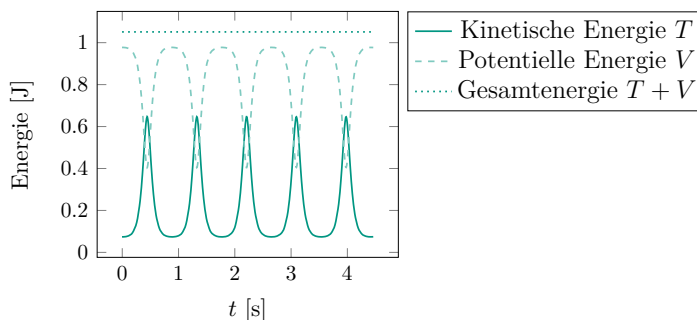 Kinetische Energie T
Potentielle Energie V
Gesamtenergie T + V
Energie [J]
1
0.8
0.6
0.4
0.2
0
0 1 2 3 4
t [s]